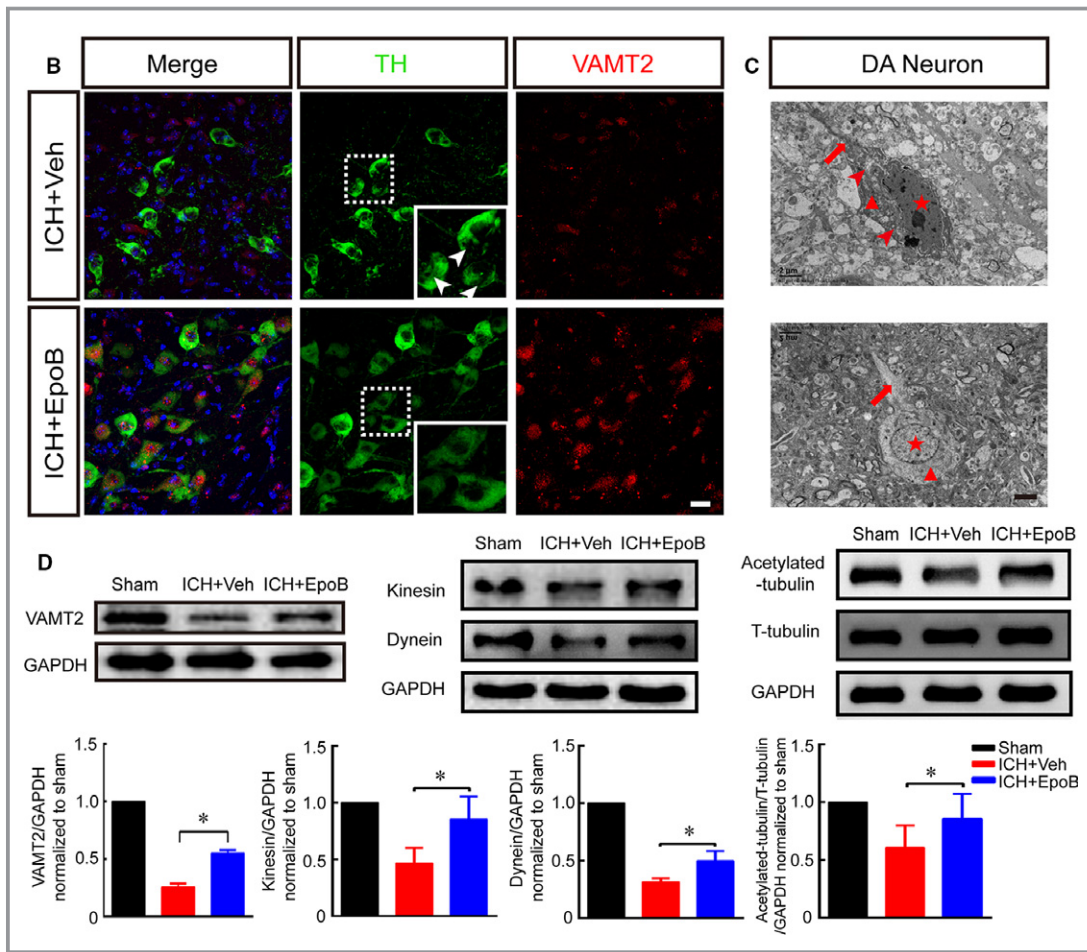 B
Merge
TH
VAMT2
C
DA Neuron
ICH+Veh
ICH+EpoB
2 μm
D
Sham ICH+Veh ICH+EpoB
VAMT2
GAPDH
Sham ICH+Veh ICH+EpoB
Kinesin
Dynein
GAPDH
Sham ICH+Veh ICH+EpoB
Acetylated
-tubulin
T-tubulin
GAPDH
VAMT2/GAPDH
normalized to sham
1.5
1.0
0.5
0
*
Kinesin/GAPDH
normalized to sham
1.5
1.0
0.5
0
*
Dynein/GAPDH
normalized to sham
1.5
1.0
0.5
0
*
Acetylated-tubulin/T-tubulin
/GAPDH normalized to sham
1.5
1.0
0.5
0
*
Sham
ICH+Veh
ICH+EpoB